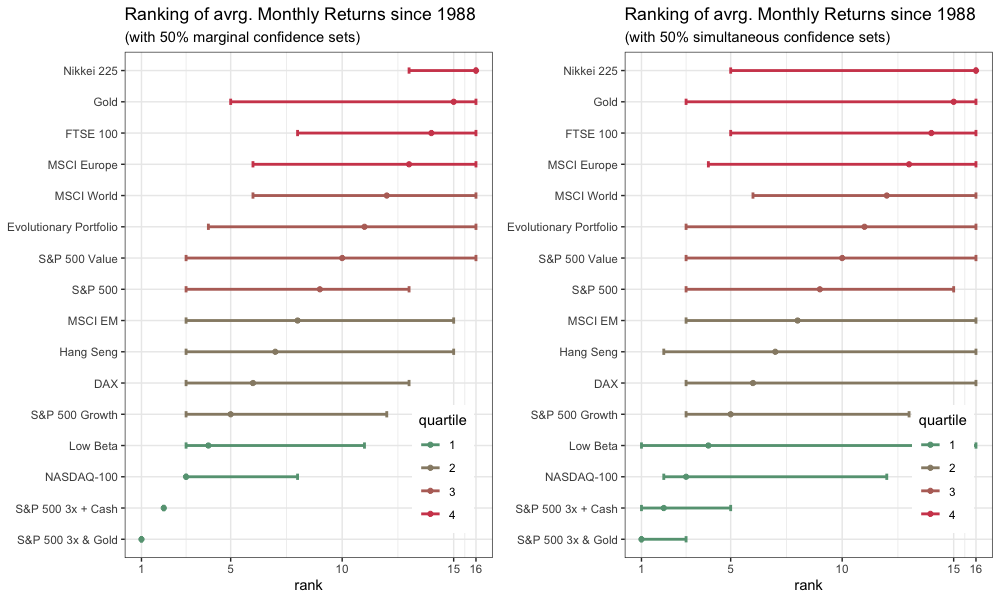 Ranking of avrg. Monthly Returns since 1988
(with 50% marginal confidence sets)
Nikkei 225
Gold
FTSE 100
MSCI Europe
MSCI World
Evolutionary Portfolio
S&P 500 Value
S&P 500
MSCI EM
Hang Seng
DAX
S&P 500 Growth
Low Beta
NASDAQ-100
S&P 500 3x + Cash
S&P 500 3x & Gold
quartile
1
2
3
4
1 5 10 15 16
rank
Ranking of avrg. Monthly Returns since 1988
(with 50% simultaneous confidence sets)
Nikkei 225
Gold
FTSE 100
MSCI Europe
MSCI World
Evolutionary Portfolio
S&P 500 Value
S&P 500
MSCI EM
Hang Seng
DAX
S&P 500 Growth
Low Beta
NASDAQ-100
S&P 500 3x + Cash
S&P 500 3x & Gold
quartile
1
2
3
4
1 5 10 15 16
rank